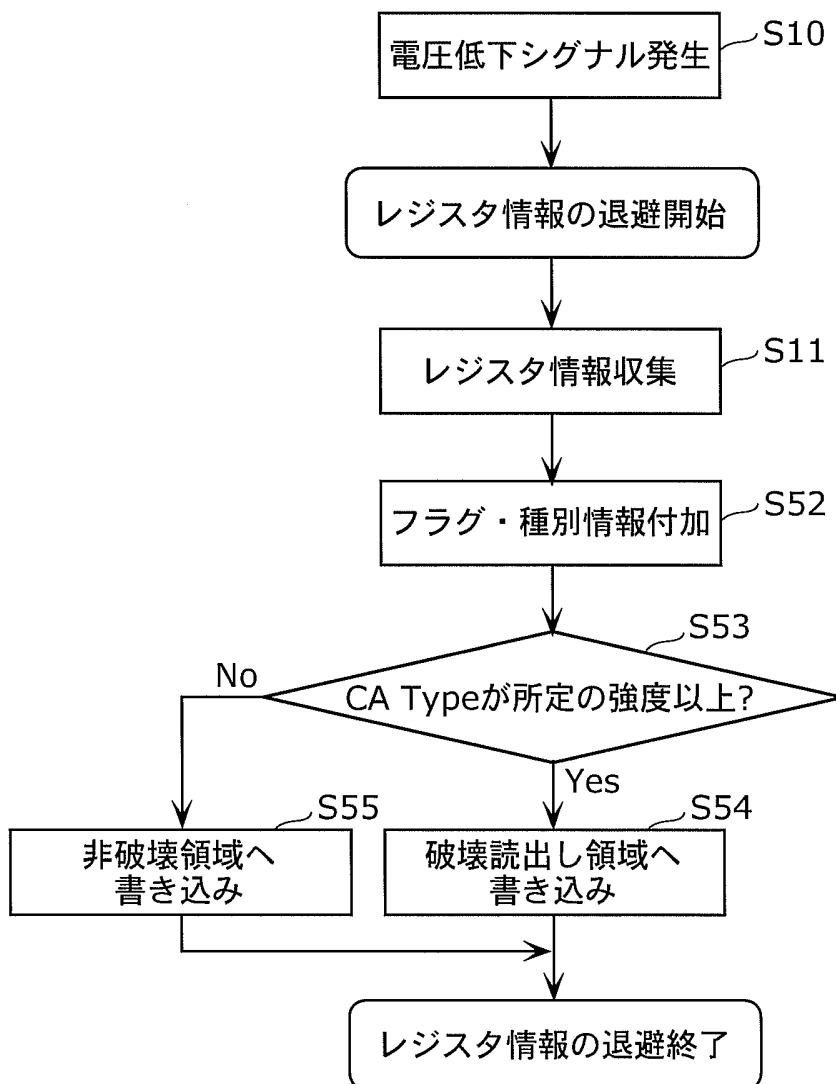 電圧低下シグナル発生
S10
レジスタ情報の退避開始
レジスタ情報収集
S11
フラグ・種別情報付加
S52
S53
CA Typeが所定の強度以上?
No
Yes
S55
非破壊領域へ
書き込み
S54
破壊読出し領域へ
書き込み
レジスタ情報の退避終了